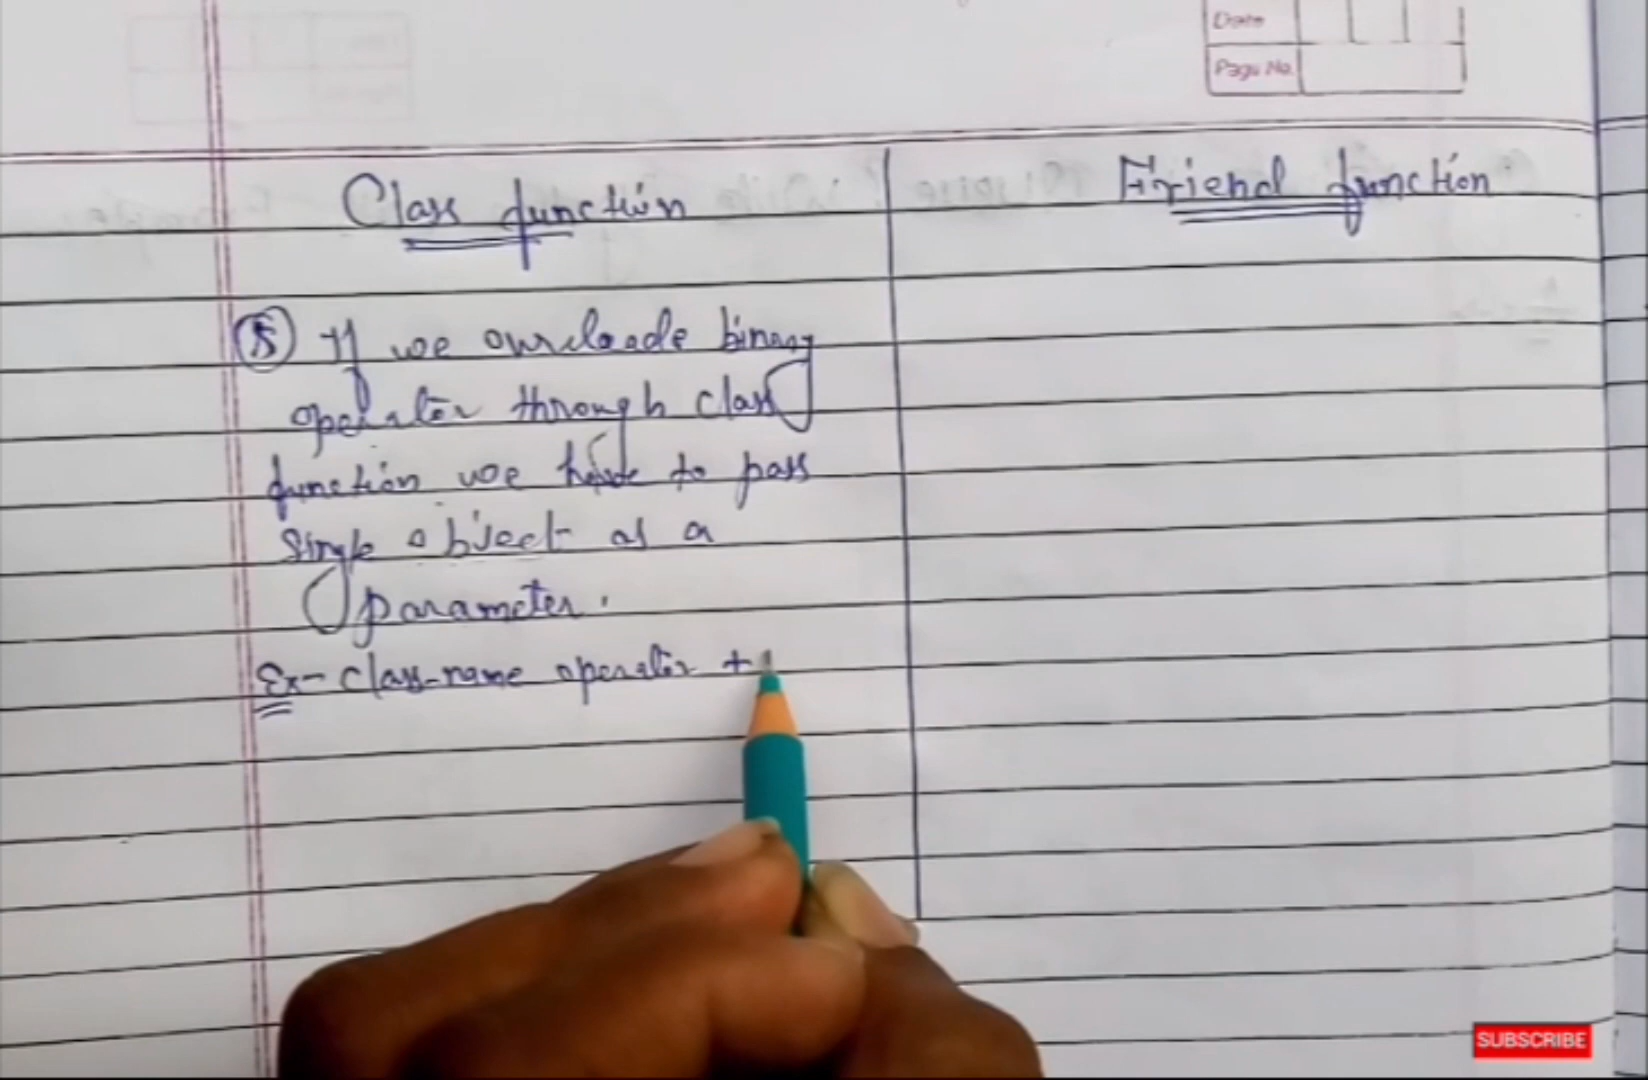 Date
Page No.
Class function
Friend function
(5) If we overloade binary
operator through class
function we have to pass
single object as a
parameter.
Ex- Class-name operator +
SUBSCRIBE